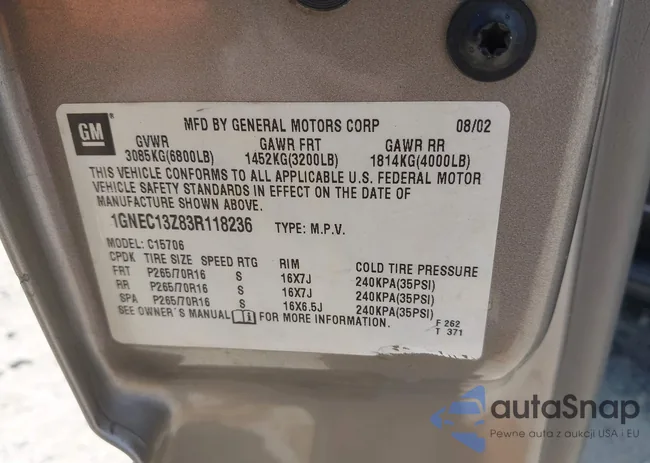 GM
MFD BY GENERAL MOTORS CORP 08/02
GVWR GAWR FRT GAWR RR
3085KG(6800LB) 1452KG(3200LB) 1814KG(4000LB)
THIS VEHICLE CONFORMS TO ALL APPLICABLE U.S. FEDERAL MOTOR
VEHICLE SAFETY STANDARDS IN EFFECT ON THE DATE OF
MANUFACTURE SHOWN ABOVE.
1GNEC13Z83R118236 TYPE: M.P.V.
MODEL: C15706
CPDK TIRE SIZE SPEED RTG RIM COLD TIRE PRESSURE
FRT P265/70R16 S 16X7J 240KPA(35PSI)
RR P265/70R16 S 16X7J 240KPA(35PSI)
SPA P265/70R16 S 16X6.5J 240KPA(35PSI)
SEE OWNER'S MANUAL FOR MORE INFORMATION.
F 262
T 371
autaSnap
Pewne auta z aukcji USA i EU